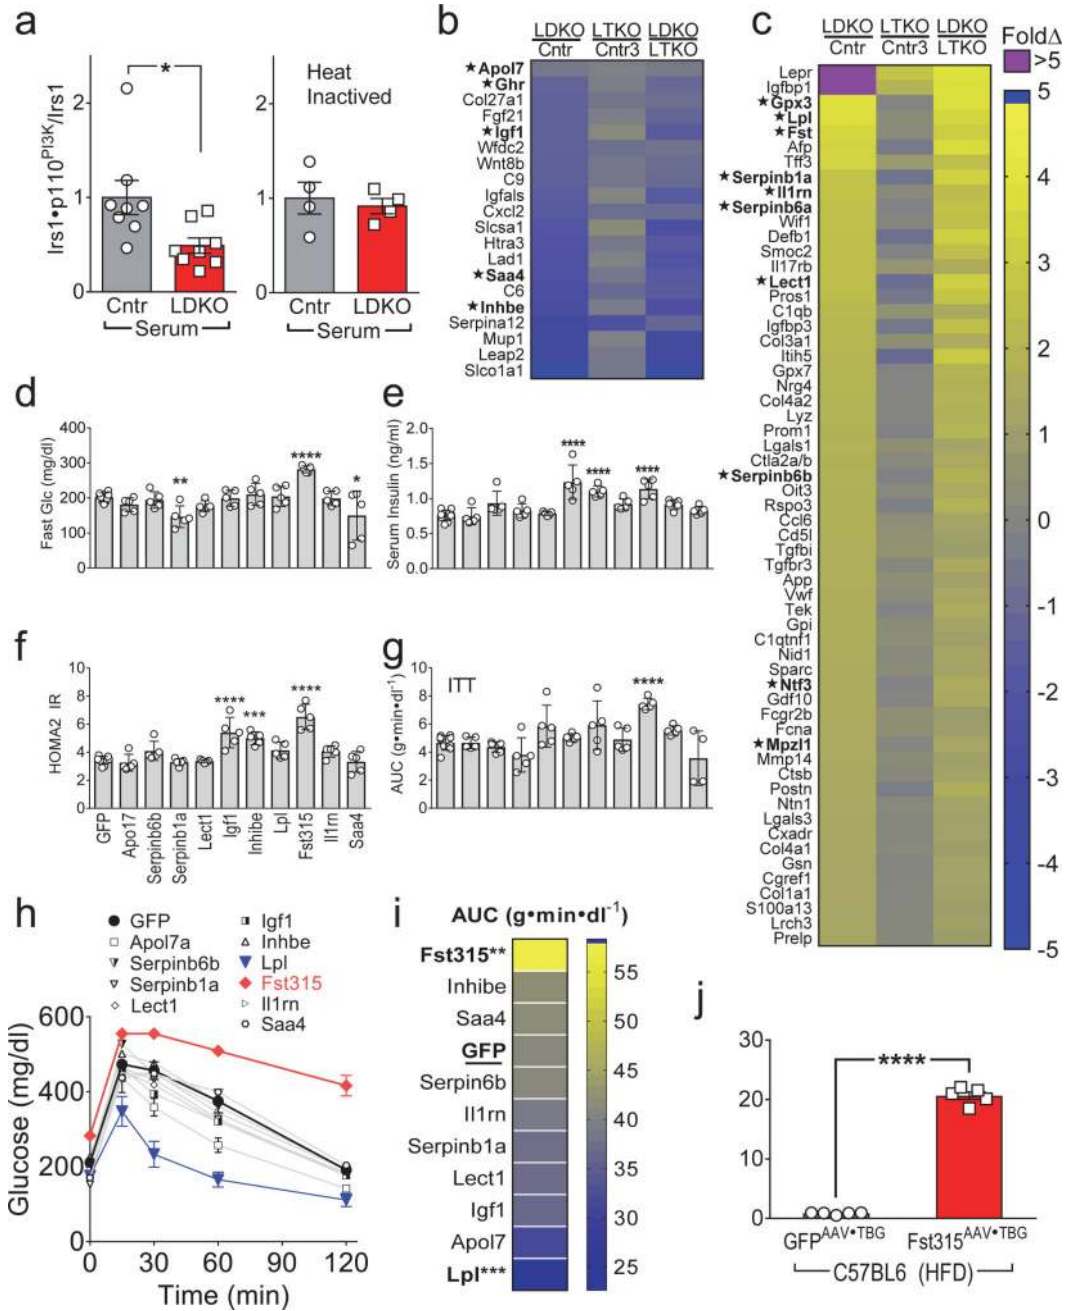 a
Irs1•p110PI3K/Irs1
2
1
0
*
Cntr LDKO
Serum
Heat
Inactived
2
1
0
Cntr LDKO
Serum
b
LDKO LTKO LDKO
Cntr Cntr3 LTKO
★Apol7
★Ghr
Col27a1
Fgf21
★Igf1
Wfdc2
Wnt8b
C9
Igfals
Cxcl2
Slcsa1
Htra3
Lad1
★Saa4
C6
★Inhbe
Serpina12
Mup1
Leap2
Slco1a1
c
LDKO LTKO LDKO
Cntr Cntr3 LTKO
Lepr
Igfbp1
★Gpx3
★Lpl
★Fst
Afp
Tff3
★Serpinb1a
★Il1rn
★Serpinb6a
Wif1
Defb1
Smoc2
Il17rb
★Lect1
Pros1
C1qb
Igfbp3
Col3a1
Itih5
Gpx7
Nrg4
Col4a2
Lyz
Prom1
Lgals1
Ctla2a/b
★Serpinb6b
Oit3
Rspo3
Ccl6
Cd5l
Tgfbi
Tgfbr3
App
Vwf
Tek
Gpi
C1qtnf1
Nid1
Sparc
★Ntf3
Gdf10
Fcgr2b
Fcna
★Mpzl1
Mmp14
Ctsb
Postn
Ntn1
Lgals3
Cxadr
Col4a1
Gsn
Cgref1
Col1a1
S100a13
Lrch3
Prelp
FoldΔ
>5
5
4
3
2
1
0
-1
-2
-3
-4
-5
d
Fast Glc (mg/dl)
400
300
200
100
0
** **** *
e
Serum Insulin (ng/ml)
2.0
1.5
1.0
0.5
0.0
**** **** ****
f
HOMA2 IR
10
8
6
4
2
0
**** *** ****
GFP
Apo17
Serpinb6b
Serpinb1a
Lect1
Igf1
Inhibe
Lpl
Fst315
Il1rn
Saa4
g
AUC (g•min•dl-1)
10
8
6
4
2
0
ITT
****
h
GFP
Apol7a
Serpinb6b
Serpinb1a
Lect1
Igf1
Inhbe
Lpl
Fst315
Il1rn
Saa4
Glucose (mg/dl)
600
400
200
0
0 30 60 90 120
Time (min)
i
AUC (g•min•dl-1)
Fst315**
Inhibe
Saa4
GFP
Serpin6b
Il1rn
Serpinb1a
Lect1
Igf1
Apol7
Lpl***
55
50
45
40
35
30
25
j
30
20
10
0
****
GFPAAV•TBG Fst315AAV•TBG
C57BL6 (HFD)